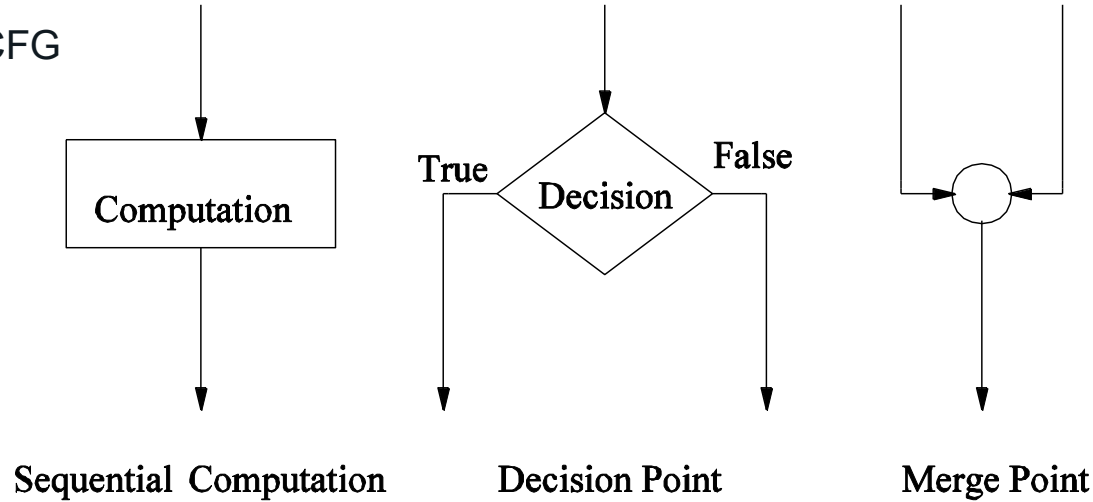 CFG
True
False
Computation
Decision
Sequential Computation
Decision Point
Merge Point